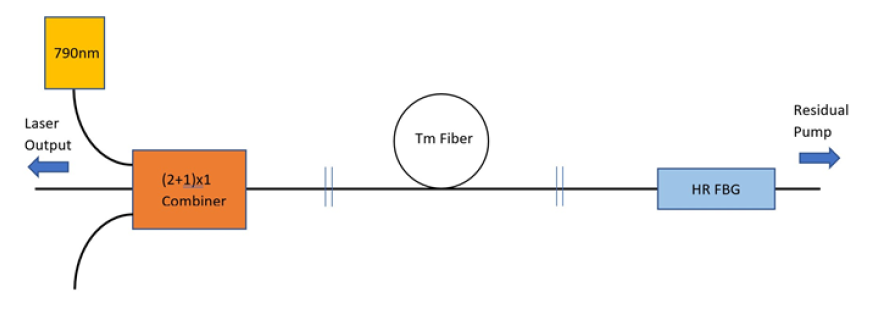 790nm
Laser
Output
(2+1)x1
Combiner
Tm Fiber
HR FBG
Residual
Pump